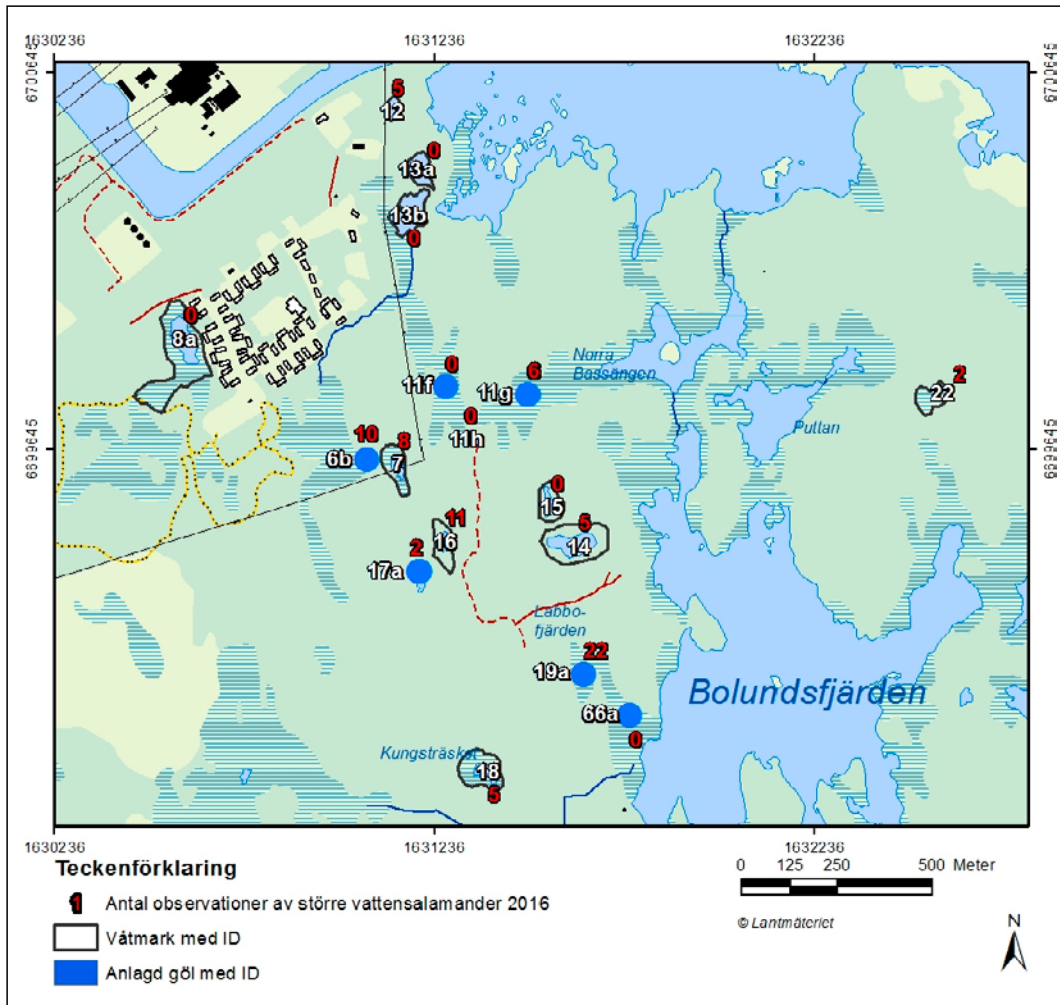 1630236 1631236 1632236
6700645 6700645
5
12
0
13a
13b
0
0
8a
0
11f
6
11g
Norra
Bassängen
2
22
Puttan
0
11h
6699645 6699645
10
6b
8
7
0
15
11
16
5
14
2
17a
Labbo-
fjärden
22
19a
Bolundsfjärden
66a
0
Kungsträsket
18
5
1630236 1631236 1632236
Teckenförklaring
1 Antal observationer av större vattensalamander 2016
Våtmark med ID
Anlagd göl med ID
0 125 250 500 Meter
© Lantmäteriet
N